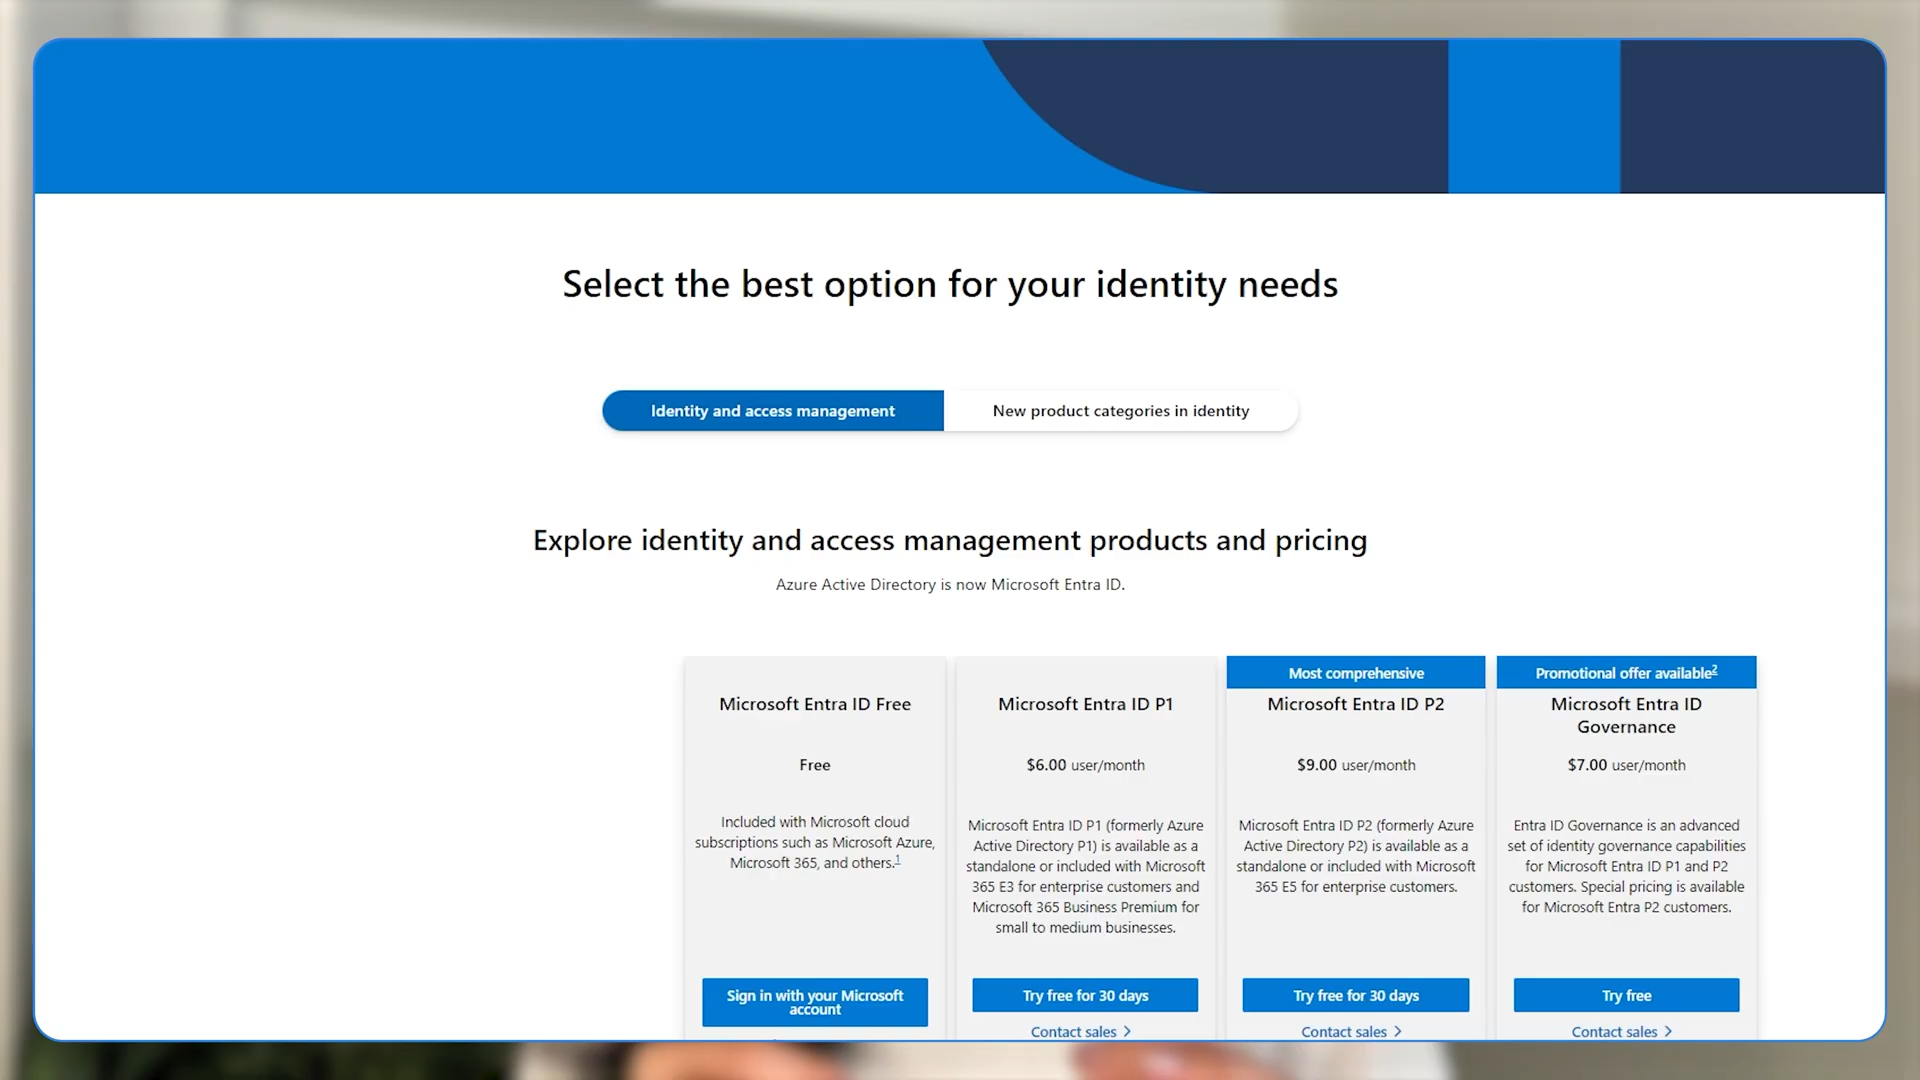 Select the best option for your identity needs
Identity and access management
New product categories in identity
Explore identity and access management products and pricing
Azure Active Directory is now Microsoft Entra ID.
Microsoft Entra ID Free
Free
Included with Microsoft cloud
subscriptions such as Microsoft Azure,
Microsoft 365, and others.1
Sign in with your Microsoft
account
Microsoft Entra ID P1
$6.00 user/month
Microsoft Entra ID P1 (formerly Azure
Active Directory P1) is available as a
standalone or included with Microsoft
365 E3 for enterprise customers and
Microsoft 365 Business Premium for
small to medium businesses.
Try free for 30 days
Contact sales >
Most comprehensive
Microsoft Entra ID P2
$9.00 user/month
Microsoft Entra ID P2 (formerly Azure
Active Directory P2) is available as a
standalone or included with Microsoft
365 E5 for enterprise customers.
Try free for 30 days
Contact sales >
Promotional offer available2
Microsoft Entra ID
Governance
$7.00 user/month
Entra ID Governance is an advanced
set of identity governance capabilities
for Microsoft Entra ID P1 and P2
customers. Special pricing is available
for Microsoft Entra P2 customers.
Try free
Contact sales >